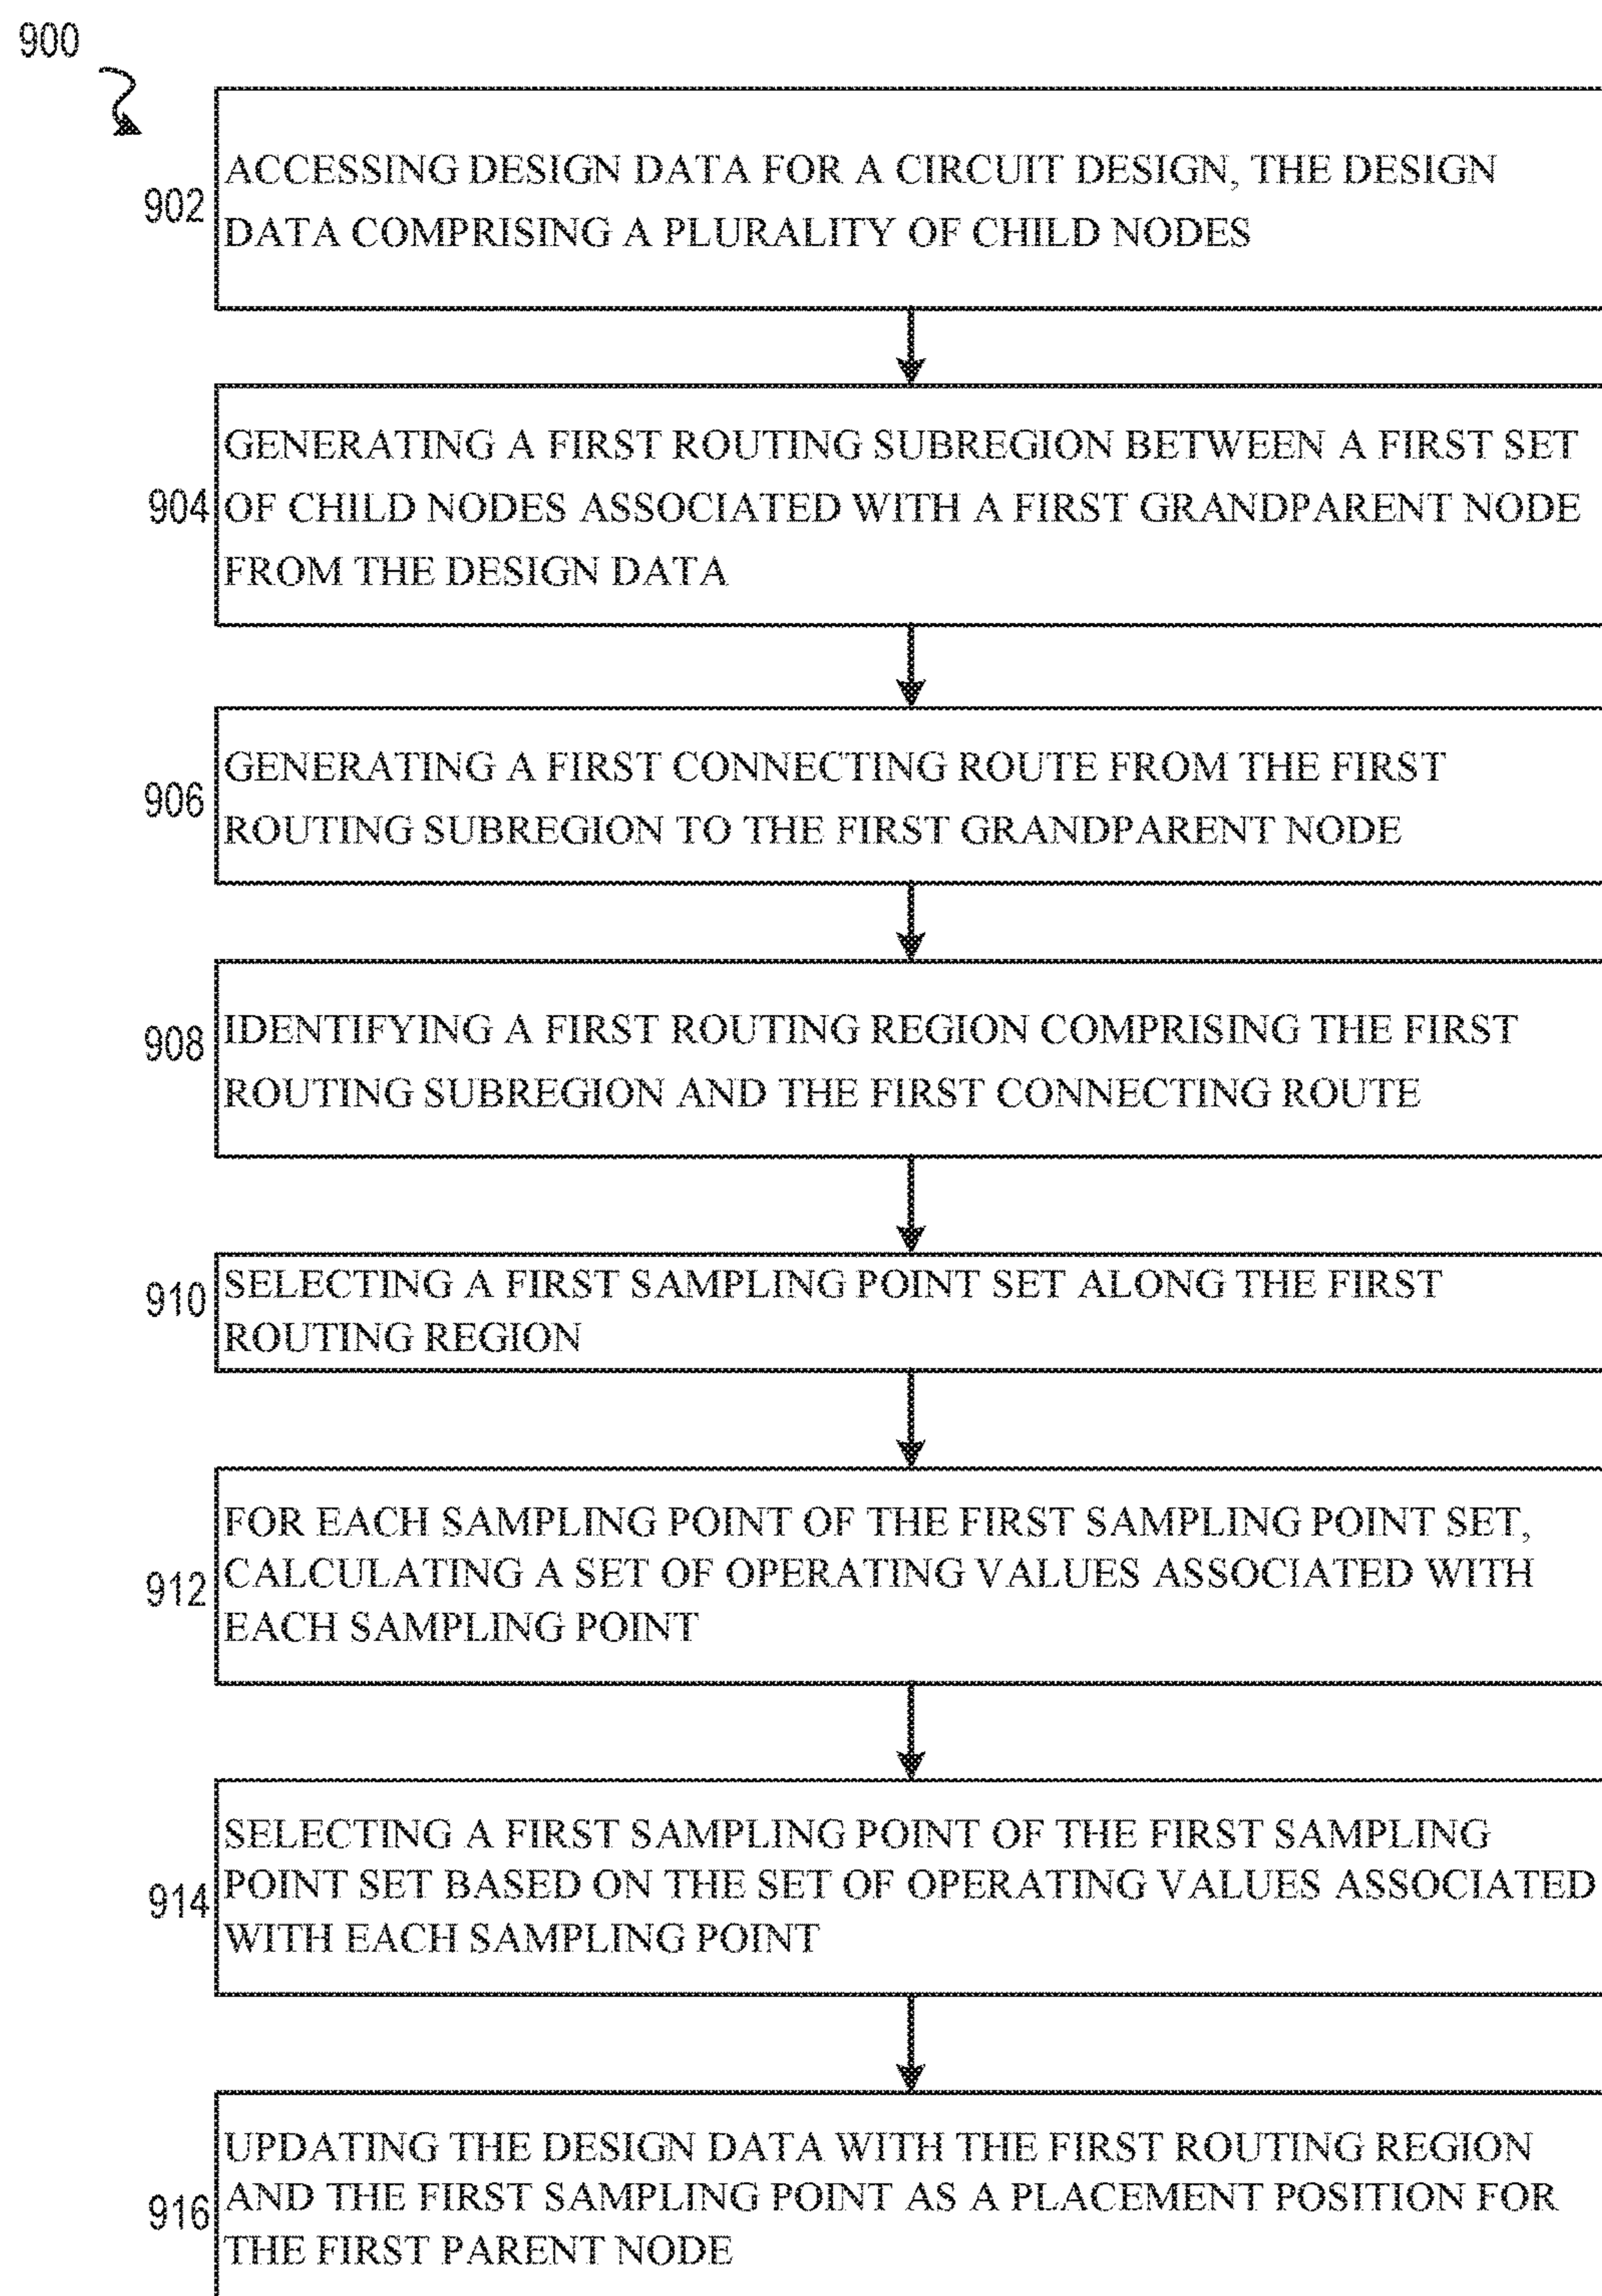 900
902
ACCESSING DESIGN DATA FOR A CIRCUIT DESIGN, THE DESIGN
DATA COMPRISING A PLURALITY OF CHILD NODES
904
GENERATING A FIRST ROUTING SUBREGION BETWEEN A FIRST SET
OF CHILD NODES ASSOCIATED WITH A FIRST GRANDPARENT NODE
FROM THE DESIGN DATA
906
GENERATING A FIRST CONNECTING ROUTE FROM THE FIRST
ROUTING SUBREGION TO THE FIRST GRANDPARENT NODE
908
IDENTIFYING A FIRST ROUTING REGION COMPRISING THE FIRST
ROUTING SUBREGION AND THE FIRST CONNECTING ROUTE
910
SELECTING A FIRST SAMPLING POINT SET ALONG THE FIRST
ROUTING REGION
912
FOR EACH SAMPLING POINT OF THE FIRST SAMPLING POINT SET,
CALCULATING A SET OF OPERATING VALUES ASSOCIATED WITH
EACH SAMPLING POINT
914
SELECTING A FIRST SAMPLING POINT OF THE FIRST SAMPLING
POINT SET BASED ON THE SET OF OPERATING VALUES ASSOCIATED
WITH EACH SAMPLING POINT
916
UPDATING THE DESIGN DATA WITH THE FIRST ROUTING REGION
AND THE FIRST SAMPLING POINT AS A PLACEMENT POSITION FOR
THE FIRST PARENT NODE